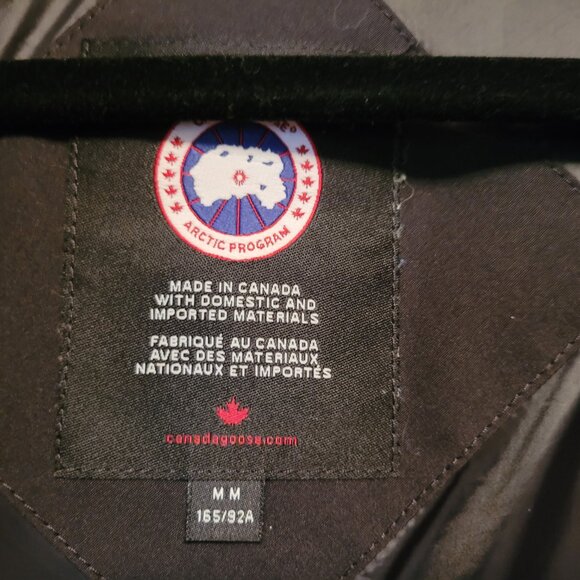 ARCTIC PROGRAM
MADE IN CANADA
WITH DOMESTIC AND
IMPORTED MATERIALS
FABRIQUÉ AU CANADA
AVEC DES MATERIAUX
NATIONAUX ET IMPORTÉS
canadagoose.com
M M
165/92A